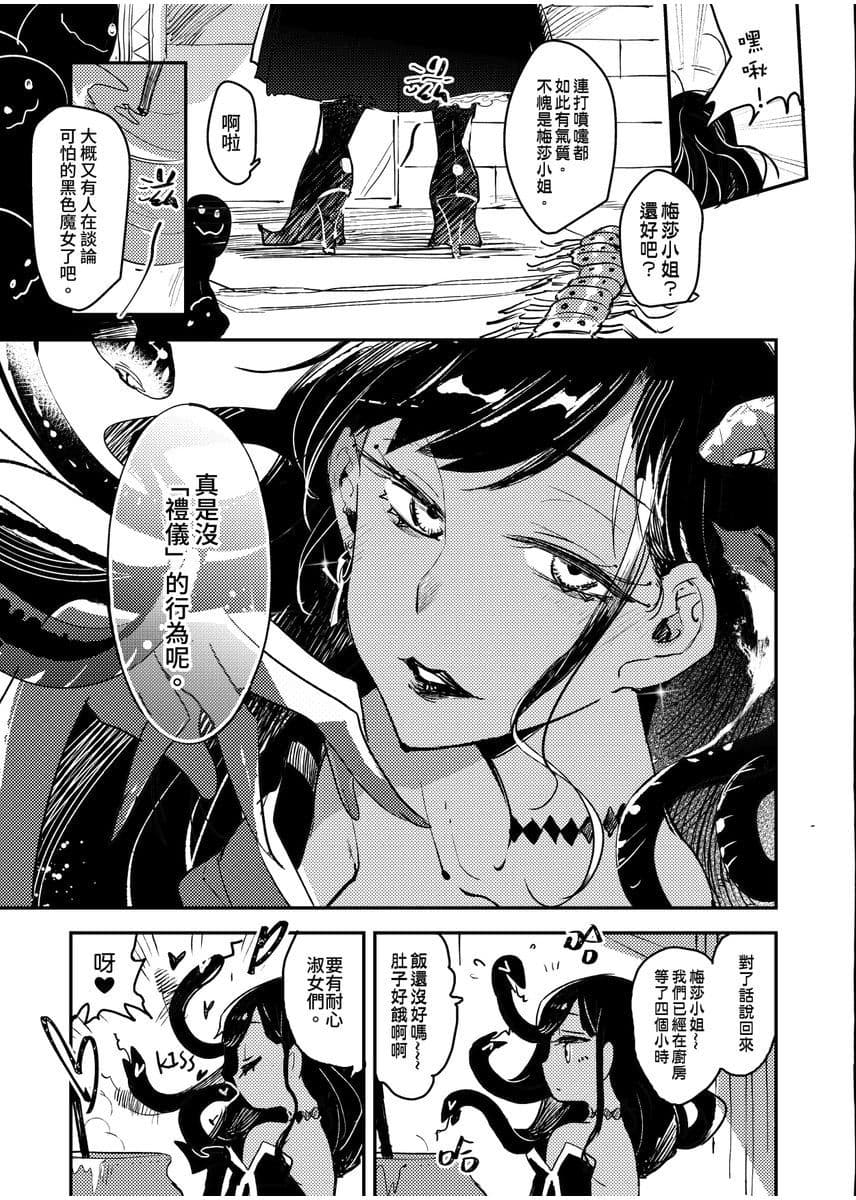 嘿啾！
梅莎小姐？
還好吧？
連打噴嚏都
如此有氣質。
不愧是梅莎小姐。
滋
啊啦
大概又有人在談論
可怕的黑色魔女了吧。
滋
真是沒
「禮儀」的行為呢。
對了話說回來
梅莎小姐~~
我們已經在廚房
等了四個小時
哈
飯還沒好嗎~~
肚子好餓啊啊
哈
要有耐心
淑女們。
呀♥
KISS